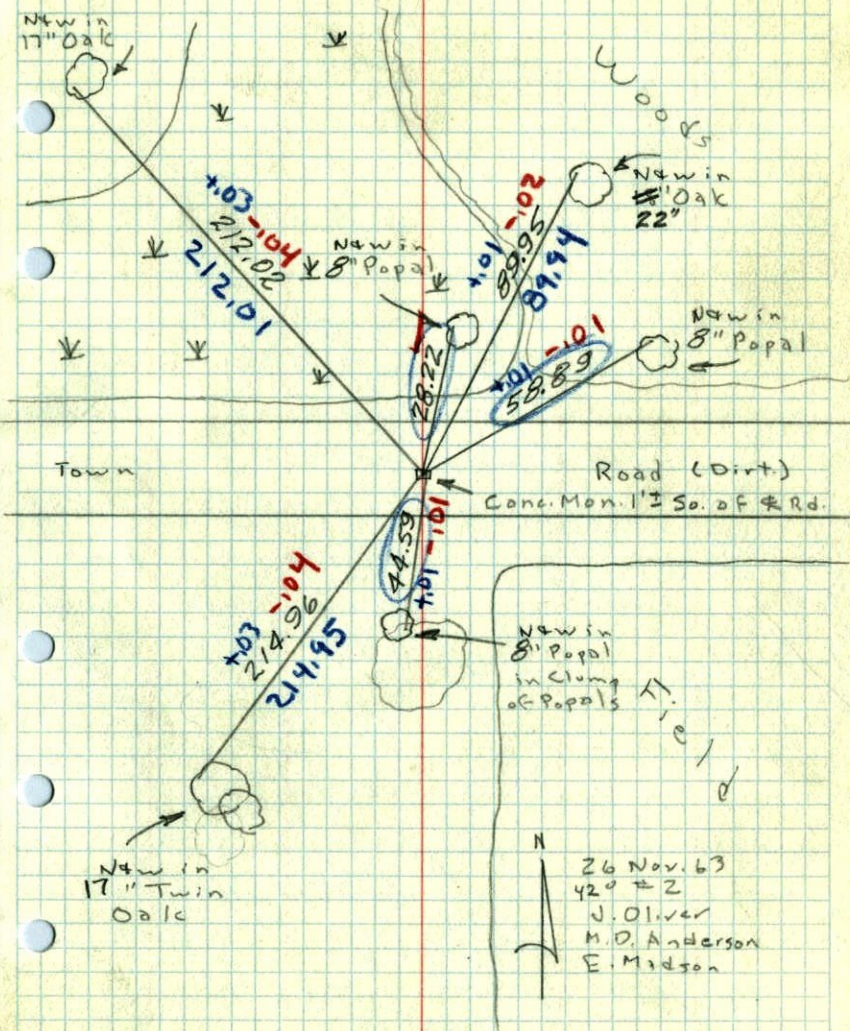 N&W in
17" Oak
Woods
N&W in
" Oak
22"
+.03 -.04
212.02
212.01
N&W in
8" Popal
+.01 -.02
89.95
89.94
28.22
N&W in
8" Popal
+.01 -.01
58.89
Town Road (Dirt.)
Conc. Mon. 1'± So. of ℄ Rd.
44.59
+.01 -.01
+.03 -.04
214.96
214.95
N&W in
8" Popal
in Clump
of Popals
Field
N&W in
17" Twin
Oak
N
26 Nov. 63
42° #2
J. Oliver
M.D. Anderson
E. Madson